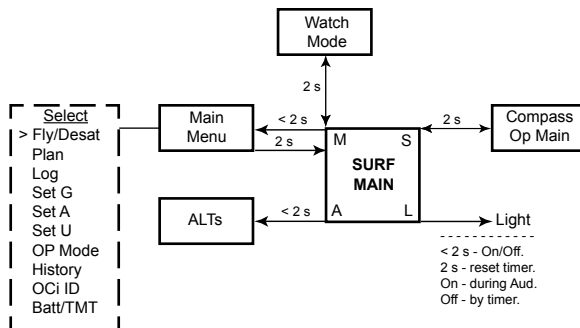 Watch
Mode
2 s
Select
> Fly/Desat
Plan
Log
Set G
Set A
Set U
OP Mode
History
OCi ID
Batt/TMT
Main
Menu
< 2 s
2 s
M
S
SURF
MAIN
A
L
2 s
Compass
Op Main
ALTs
< 2 s
Light
< 2 s - On/Off.
2 s - reset timer.
On - during Aud.
Off - by timer.